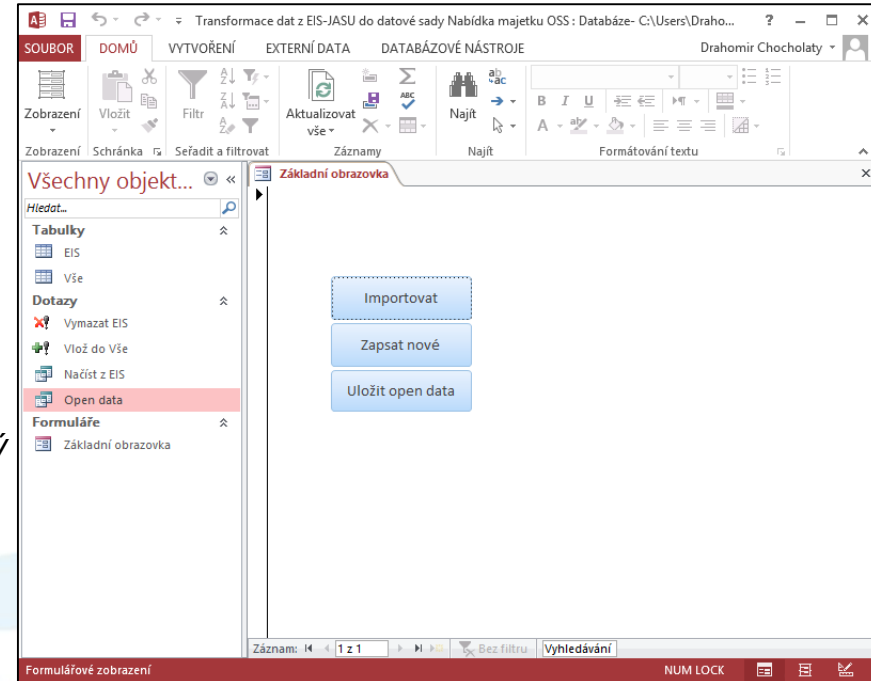 Transformace dat z EIS-JASU do datové sady Nabídka majetku OSS : Databáze- C:\Users\Draho... ?
SOUBOR DOMŮ VYTVOŘENÍ EXTERNÍ DATA DATABÁZOVÉ NÁSTROJE Drahomir Chocholaty
Zobrazení Vložit Filtr Aktualizovat vše Najít
B I U
A
Zobrazení Schránka Seřadit a filtrovat Záznamy Najít Formátování textu
Všechny objekt...
Hledat...
Tabulky
EIS
Vše
Dotazy
Vymazat EIS
Vlož do Vše
Načíst z EIS
Open data
Formuláře
Základní obrazovka
Základní obrazovka
Importovat
Zapsat nové
Uložit open data
ý
Záznam: 1 z 1 Bez filtru Vyhledávání
Formulářové zobrazení NUM LOCK